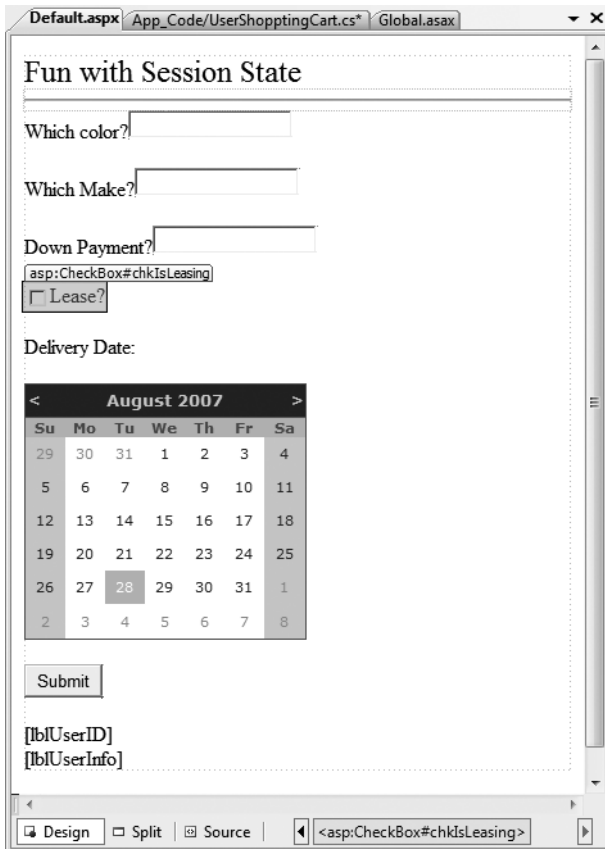 Default.aspx App_Code/UserShopptingCart.cs* Global.asax
Fun with Session State
Which color?
Which Make?
Down Payment?
asp:CheckBox#chkIsLeasing
Lease?
Delivery Date:
< August 2007 >
Su Mo Tu We Th Fr Sa
29 30 31 1 2 3 4
5 6 7 8 9 10 11
12 13 14 15 16 17 18
19 20 21 22 23 24 25
26 27 28 29 30 31 1
2 3 4 5 6 7 8
Submit
[lblUserID]
[lblUserInfo]
Design Split Source <asp:CheckBox#chkIsLeasing>